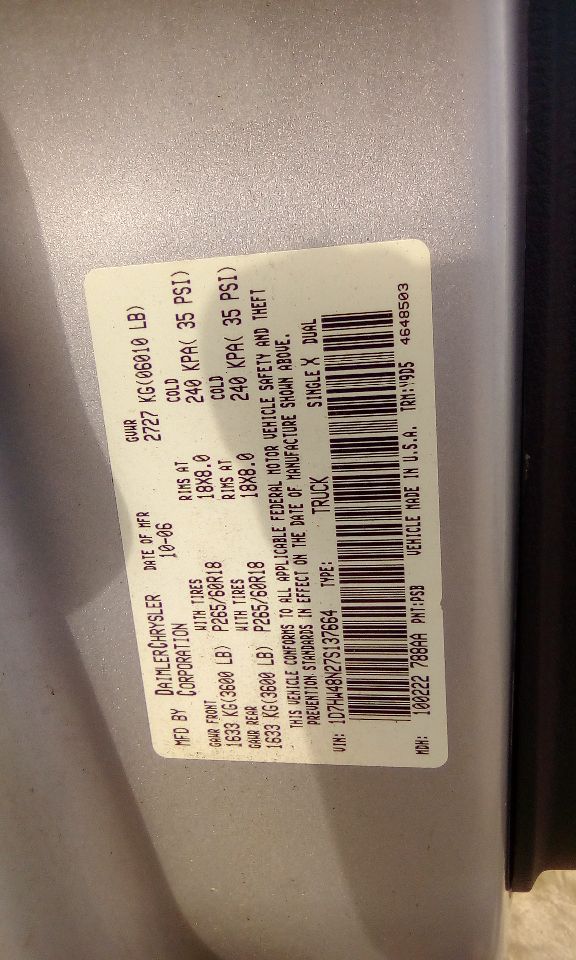 MFD BY DAIMLERCHRYSLER CORPORATION DATE OF MFR 10-06 GVWR 2727 KG(06010 LB)
GAWR FRONT WITH TIRES RIMS AT COLD
1633 KG(3600 LB) P265/60R18 18X8.0 240 KPA( 35 PSI)
GAWR REAR WITH TIRES RIMS AT COLD
1633 KG(3600 LB) P265/60R18 18X8.0 240 KPA( 35 PSI)
THIS VEHICLE CONFORMS TO ALL APPLICABLE FEDERAL MOTOR VEHICLE SAFETY AND THEFT
PREVENTION STANDARDS IN EFFECT ON THE DATE OF MANUFACTURE SHOWN ABOVE.
VIN: 1D7HW48N27S137664 TYPE: TRUCK SINGLE X DUAL
MDH: 100222 788AA PNT:PSB VEHICLE MADE IN U.S.A. 4648503